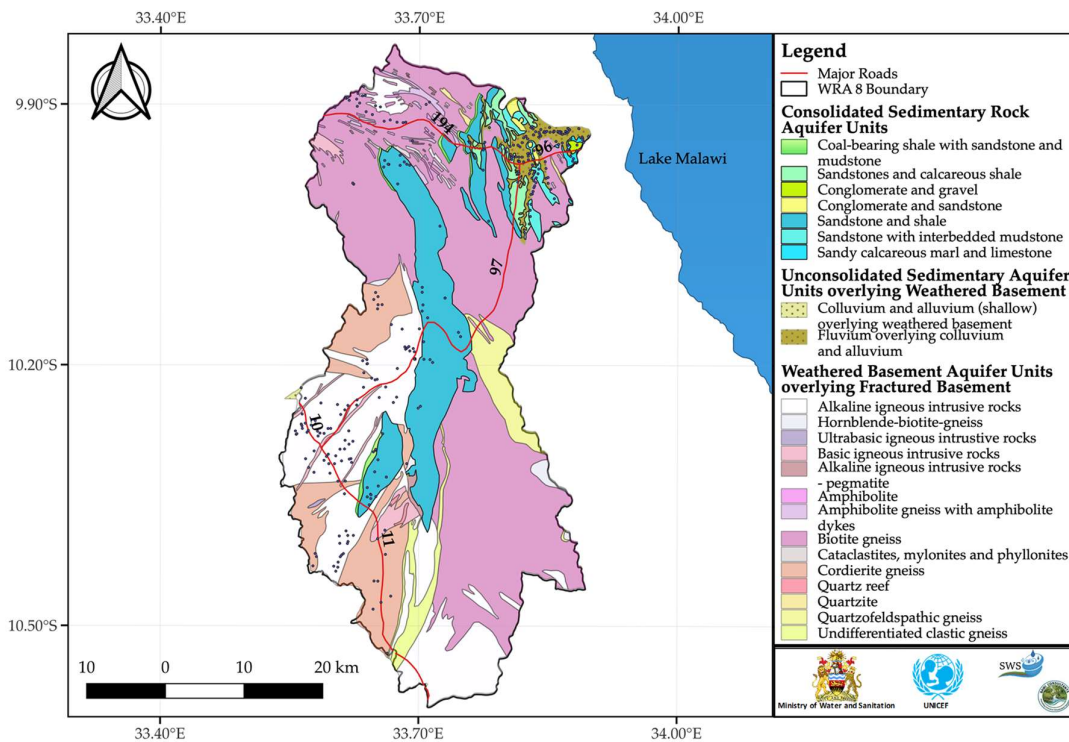 33.40°E 33.70°E 34.00°E
9.90°S
10.20°S
10.50°S
194
96
97
10
11
Lake Malawi
10 0 10 20 km
33.40°E 33.70°E 34.00°E
Legend
Major Roads
WRA 8 Boundary
Consolidated Sedimentary Rock
Aquifer Units
Coal-bearing shale with sandstone and
mudstone
Sandstones and calcareous shale
Conglomerate and gravel
Conglomerate and sandstone
Sandstone and shale
Sandstone with interbedded mudstone
Sandy calcareous marl and limestone
Unconsolidated Sedimentary Aquifer
Units overlying Weathered Basement
Colluvium and alluvium (shallow)
overlying weathered basement
Fluvium overlying colluvium
and alluvium
Weathered Basement Aquifer Units
overlying Fractured Basement
Alkaline igneous intrusive rocks
Hornblende-biotite-gneiss
Ultrabasic igneous intrustive rocks
Basic igneous intrusive rocks
Alkaline igneous intrusive rocks
- pegmatite
Amphibolite
Amphibolite gneiss with amphibolite
dykes
Biotite gneiss
Cataclastites, mylonites and phyllonites
Cordierite gneiss
Quartz reef
Quartzite
Quartzofeldspathic gneiss
Undifferentiated clastic gneiss
Ministry of Water and Sanitation
UNICEF
SWS